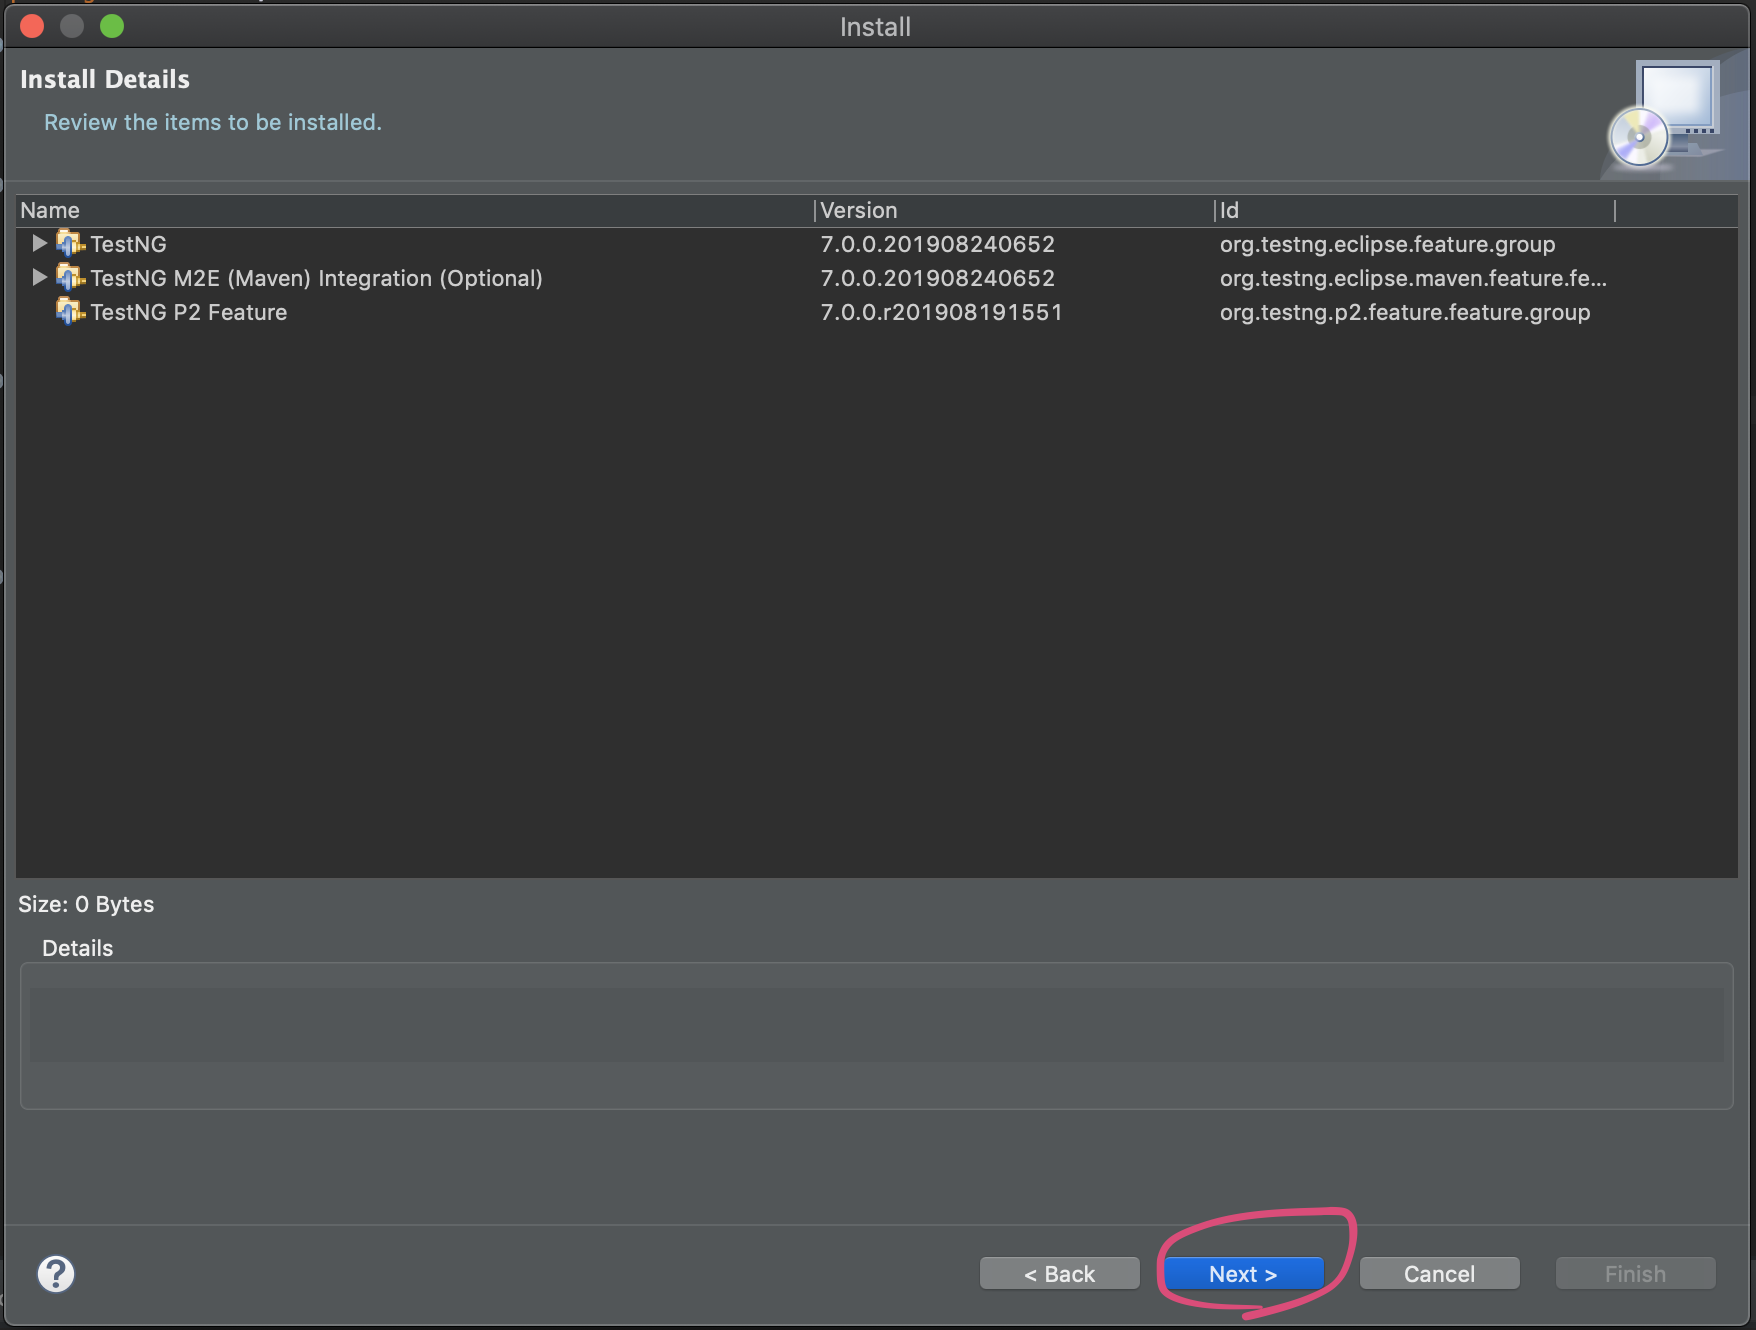 Install
Install Details
Review the items to be installed.
Name Version Id
TestNG 7.0.0.201908240652 org.testng.eclipse.feature.group
TestNG M2E (Maven) Integration (Optional) 7.0.0.201908240652 org.testng.eclipse.maven.feature.fe...
TestNG P2 Feature 7.0.0.r201908191551 org.testng.p2.feature.feature.group
Size: 0 Bytes
Details
? < Back Next > Cancel Finish